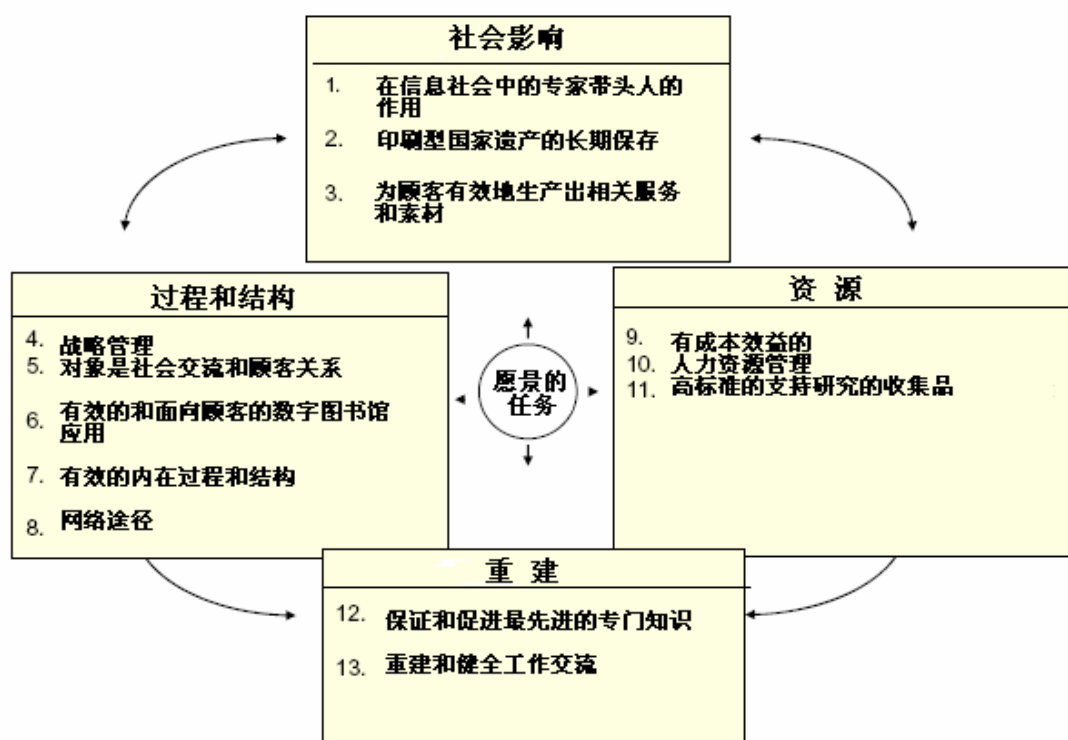 社会影响
1. 在信息社会中的专家带头人的
作用
2. 印刷型国家遗产的长期保存
3. 为顾客有效地生产出相关服务
和素材
过程和结构
4. 战略管理
5. 对象是社会交流和顾客关系
6. 有效的和面向顾客的数字图书馆
应用
7. 有效的内在过程和结构
8. 网络途径
愿景的
任务
资 源
9. 有成本效益的
10. 人力资源管理
11. 高标准的支持研究的收集品
重 建
12. 保证和促进最先进的专门知识
13. 重建和健全工作交流